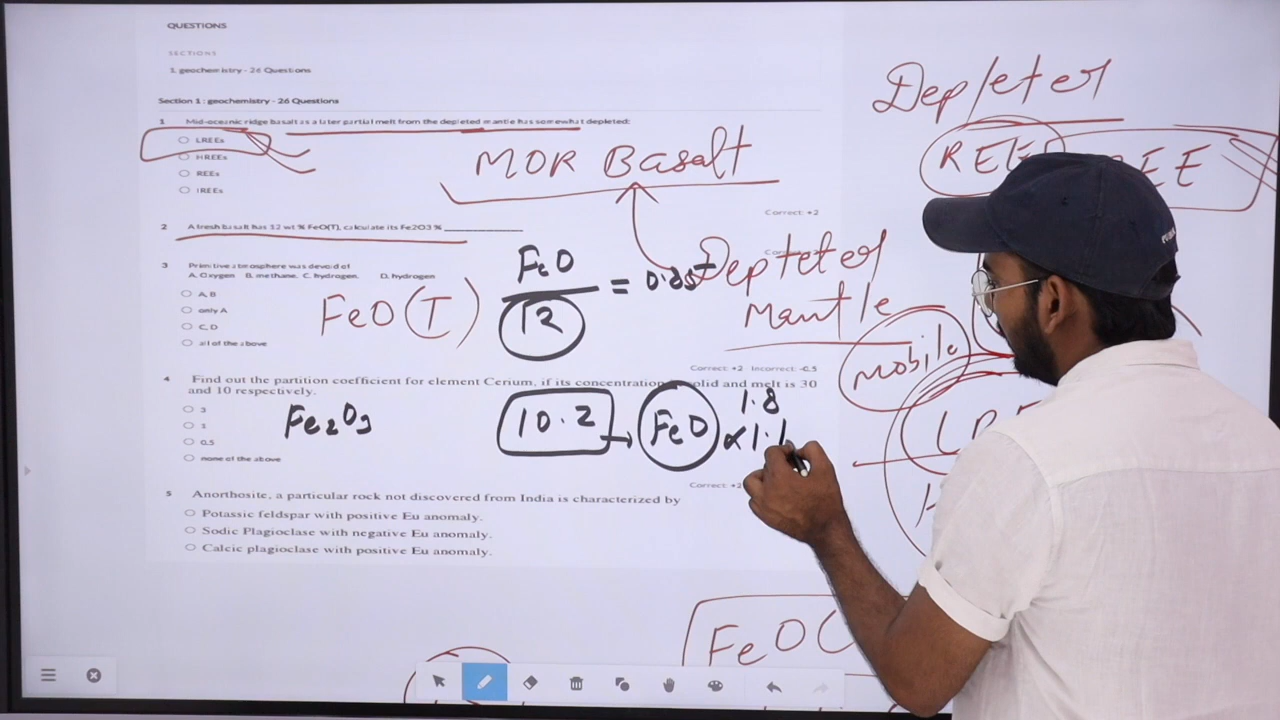 QUESTIONS
SECTIONS
1. geochemistry - 26 Questions
Section 1 : geochemistry - 26 Questions
1 Mid-oceanic ridge basalt as a later partial melt from the depleted mantle has somewhat depleted:
LREEs
HREEs
REEs
IREEs
Correct: +2
2 A fresh basalt has 12 wt % FeO(T), calculate its Fe2O3 %
3 Primitive atmosphere was devoid of
A. Oxygen B. methane. C. hydrogen. D. hydrogen
A, B
only A
C, D
all of the above
Correct: +2 Incorrect: -0.5
4 Find out the partition coefficient for element Cerium, if its concentration solid and melt is 30
and 10 respectively.
3
1
0.5
none of the above
Correct: +2
5 Anorthosite, a particular rock not discovered from India is characterized by
Potassic feldspar with positive Eu anomaly.
Sodic Plagioclase with negative Eu anomaly.
Calcic plagioclase with positive Eu anomaly.
MOR Basalt
Depleter
REE
EE
Depteter
Mantle
FeO(T)
FeO
12
= 0.85
Mobile
Fe2O3
10.2 → FeO
1.8
× 1.1
FeO(